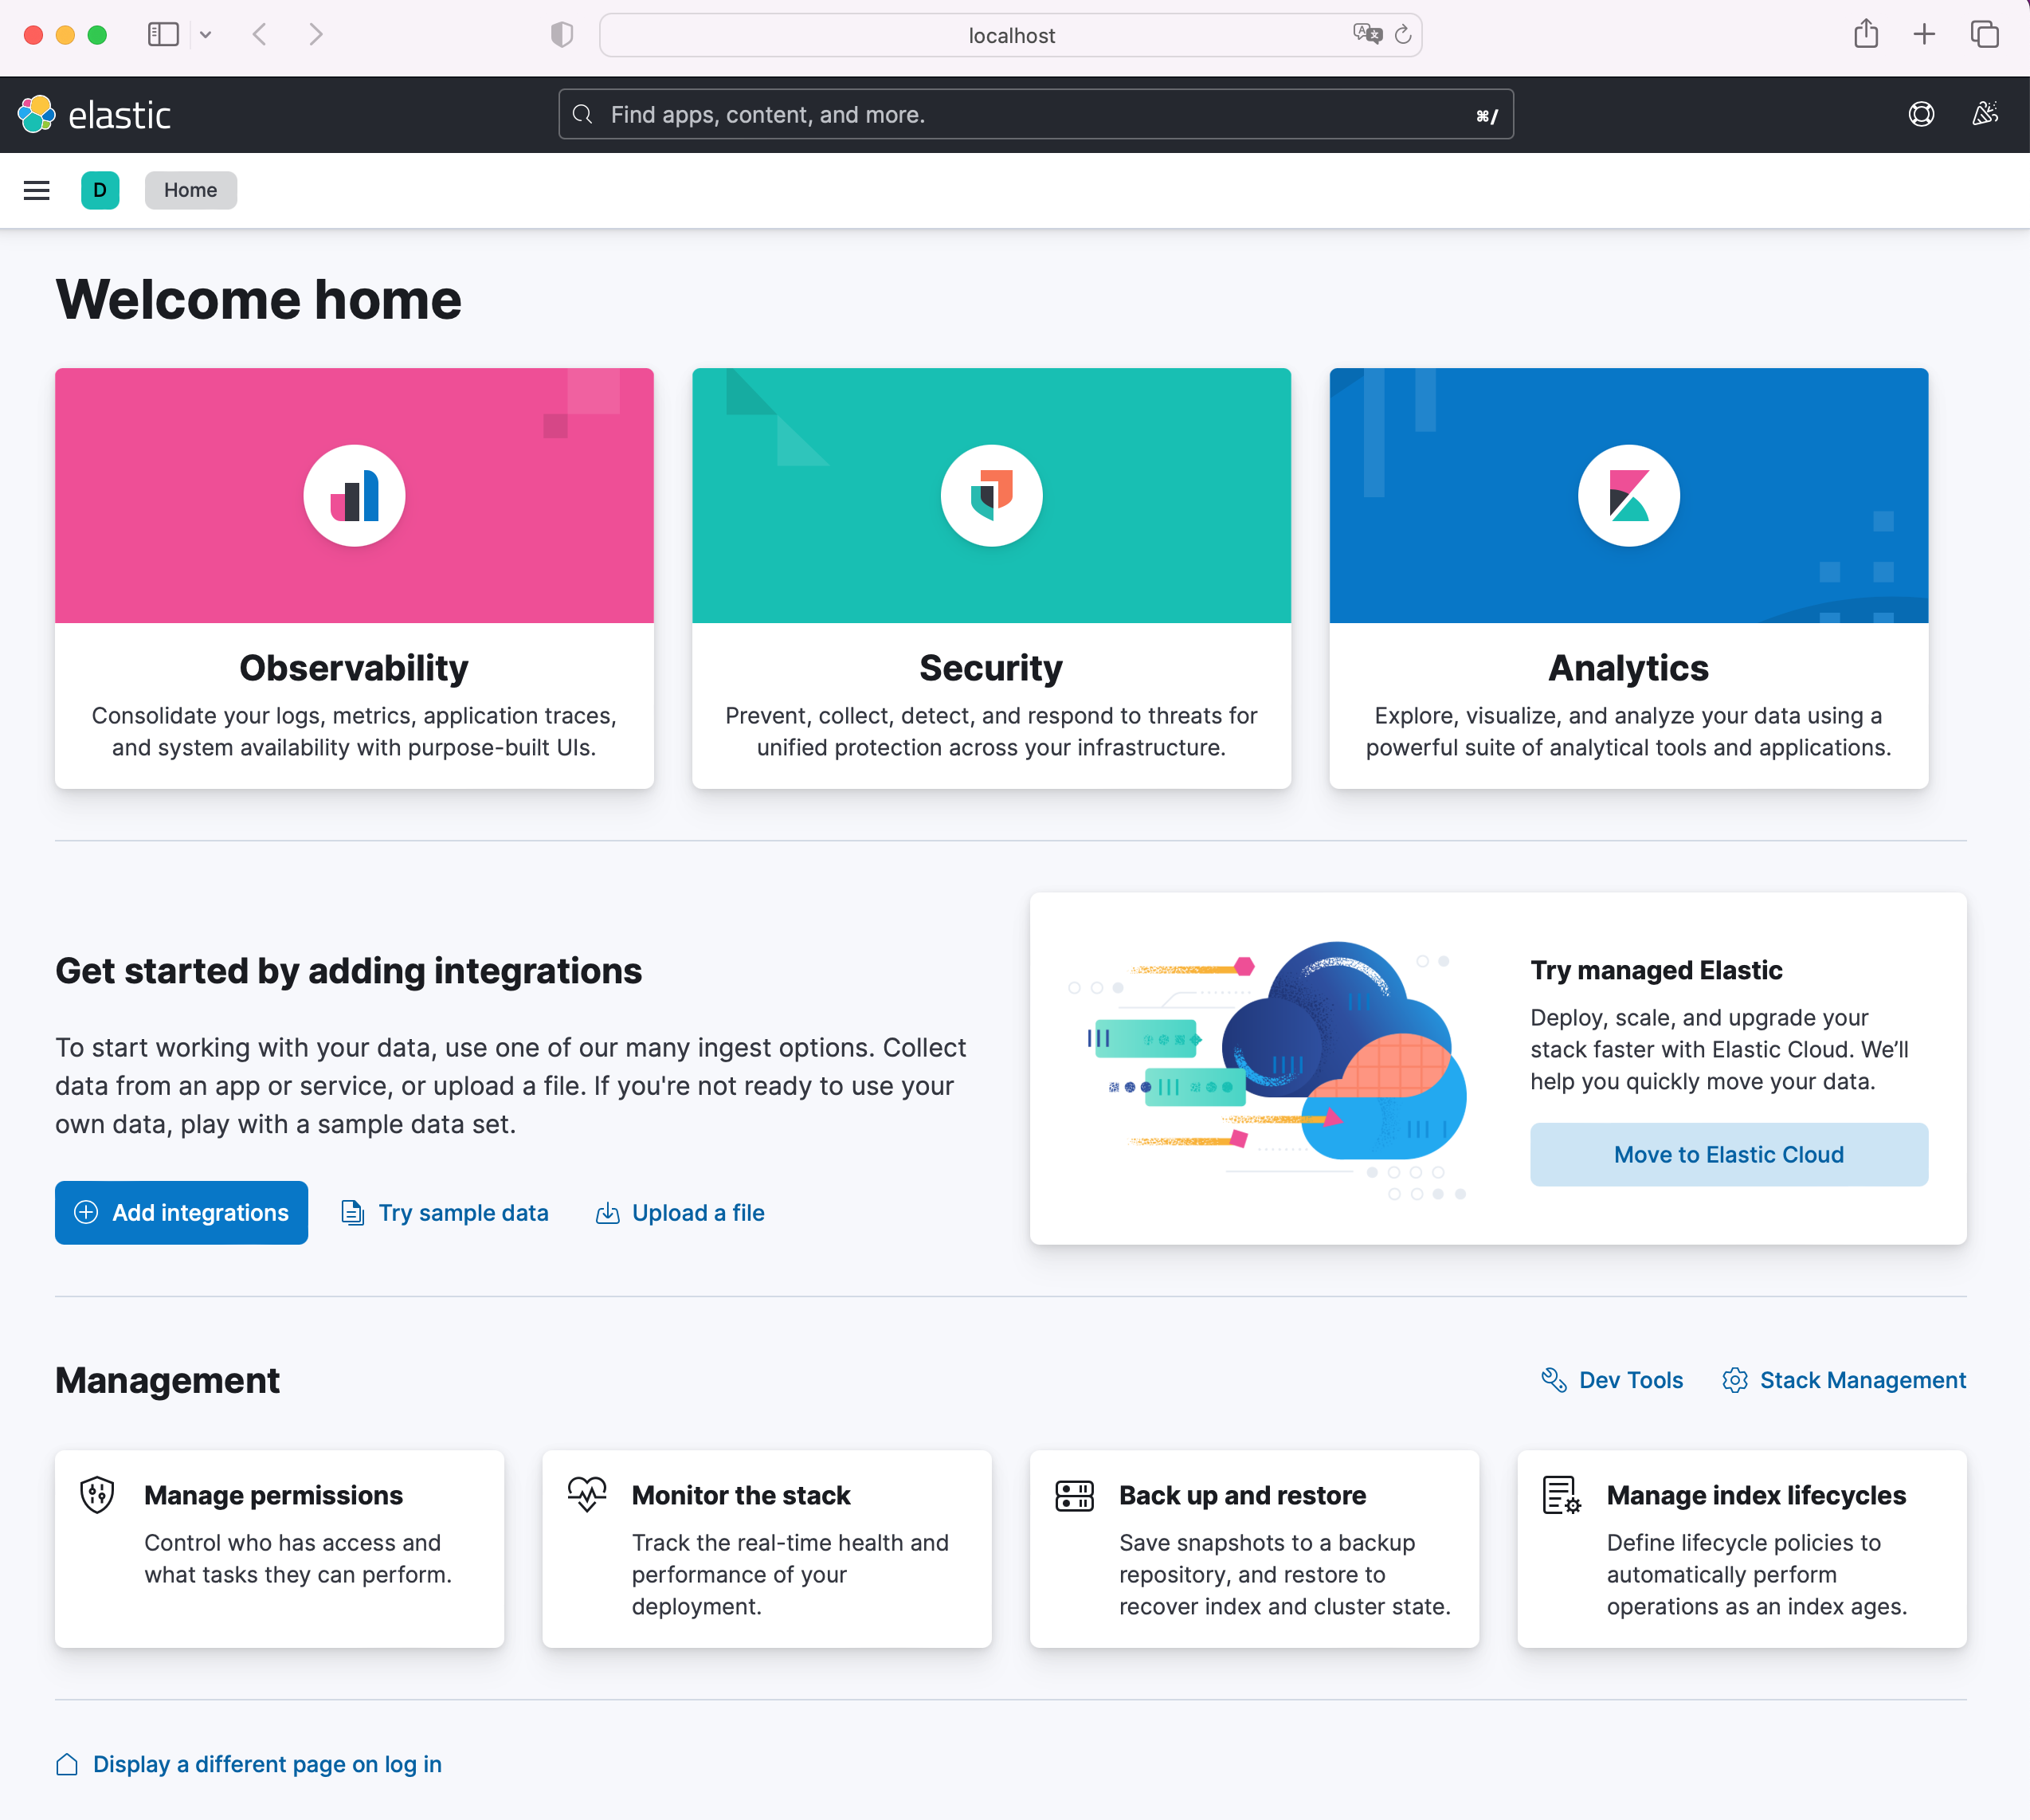 localhost
elastic
Find apps, content, and more.
⌘/
D
Home
Welcome home
Observability
Consolidate your logs, metrics, application traces,
and system availability with purpose-built UIs.
Security
Prevent, collect, detect, and respond to threats for
unified protection across your infrastructure.
Analytics
Explore, visualize, and analyze your data using a
powerful suite of analytical tools and applications.
Get started by adding integrations
To start working with your data, use one of our many ingest options. Collect
data from an app or service, or upload a file. If you're not ready to use your
own data, play with a sample data set.
Add integrations
Try sample data
Upload a file
Try managed Elastic
Deploy, scale, and upgrade your
stack faster with Elastic Cloud. We’ll
help you quickly move your data.
Move to Elastic Cloud
Management
Dev Tools
Stack Management
Manage permissions
Control who has access and
what tasks they can perform.
Monitor the stack
Track the real-time health and
performance of your
deployment.
Back up and restore
Save snapshots to a backup
repository, and restore to
recover index and cluster state.
Manage index lifecycles
Define lifecycle policies to
automatically perform
operations as an index ages.
Display a different page on log in